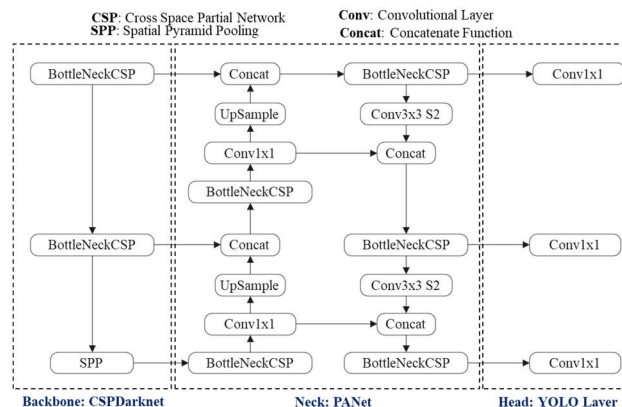 CSP: Cross Space Partial Network
Conv: Convolutional Layer
SPP: Spatial Pyramid Pooling
Concat: Concatenate Function
BottleNeckCSP
Concat
BottleNeckCSP
Conv1x1
UpSample
Conv3x3 S2
Conv1x1
Concat
BottleNeckCSP
BottleNeckCSP
Concat
BottleNeckCSP
Conv1x1
UpSample
Conv3x3 S2
Conv1x1
Concat
SPP
BottleNeckCSP
BottleNeckCSP
Conv1x1
Backbone: CSPDarknet
Neck: PANet
Head: YOLO Layer